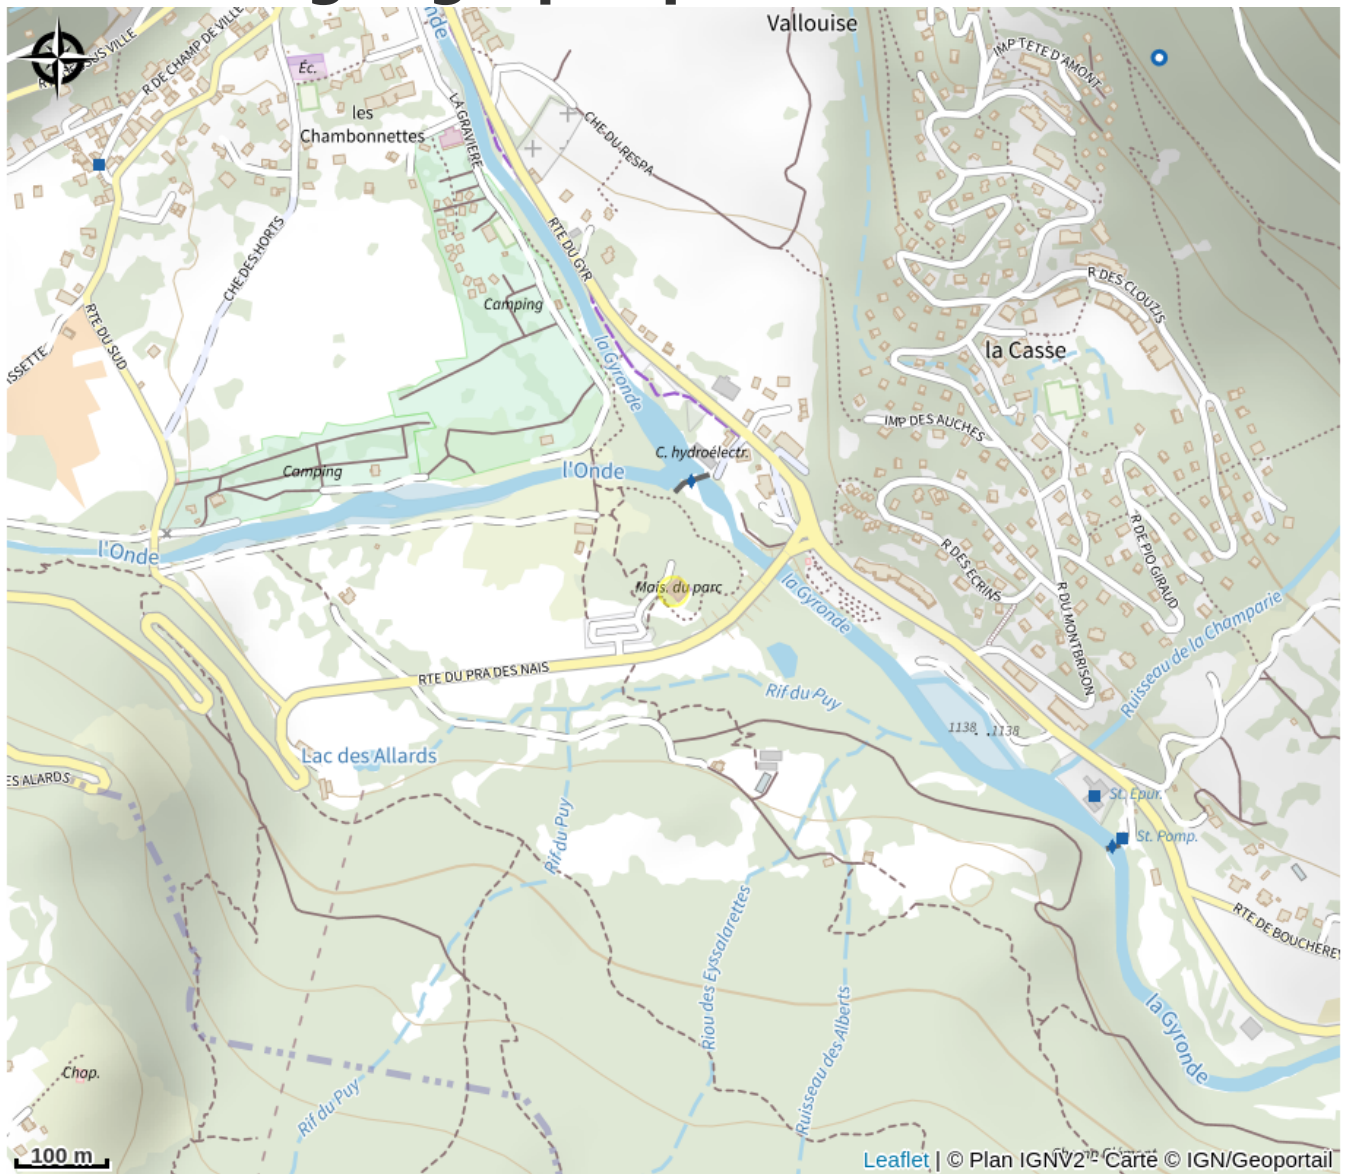 Vallouise
R DE CHAMP DE VILLE
IMP TETE D'AMONT
Éc.
les
Chambonnettes
LA GRAVIERE
CHE DU RESPA
CHE DES HORTS
RTE DU GYR
R DES CLOUZIS
Camping
RTE DU SUD
la Gyronde
la Casse
IMP DES AUCHES
C. hydroélectr.
Camping
l'Onde
l'Onde
R DE PIO GIRAUD
R DES ECRINS
Mais. du parc
la Gyronde
R DU MONTBRISON
Ruisseau de la Champarie
RTE DU PRA DES NAIS
Rif du Puy
1138
1138
Lac des Allards
ES ALARDS
St. Epur.
Rif du Puy
St. Pomp.
RTE DE BOUCHEREY
Riou des Eyssalarettes
Ruisseau des Alberts
la Gyronde
Chap.
Rif du Puy
100 m
Leaflet | © Plan IGNV2 - Carte © IGN/Geoportail